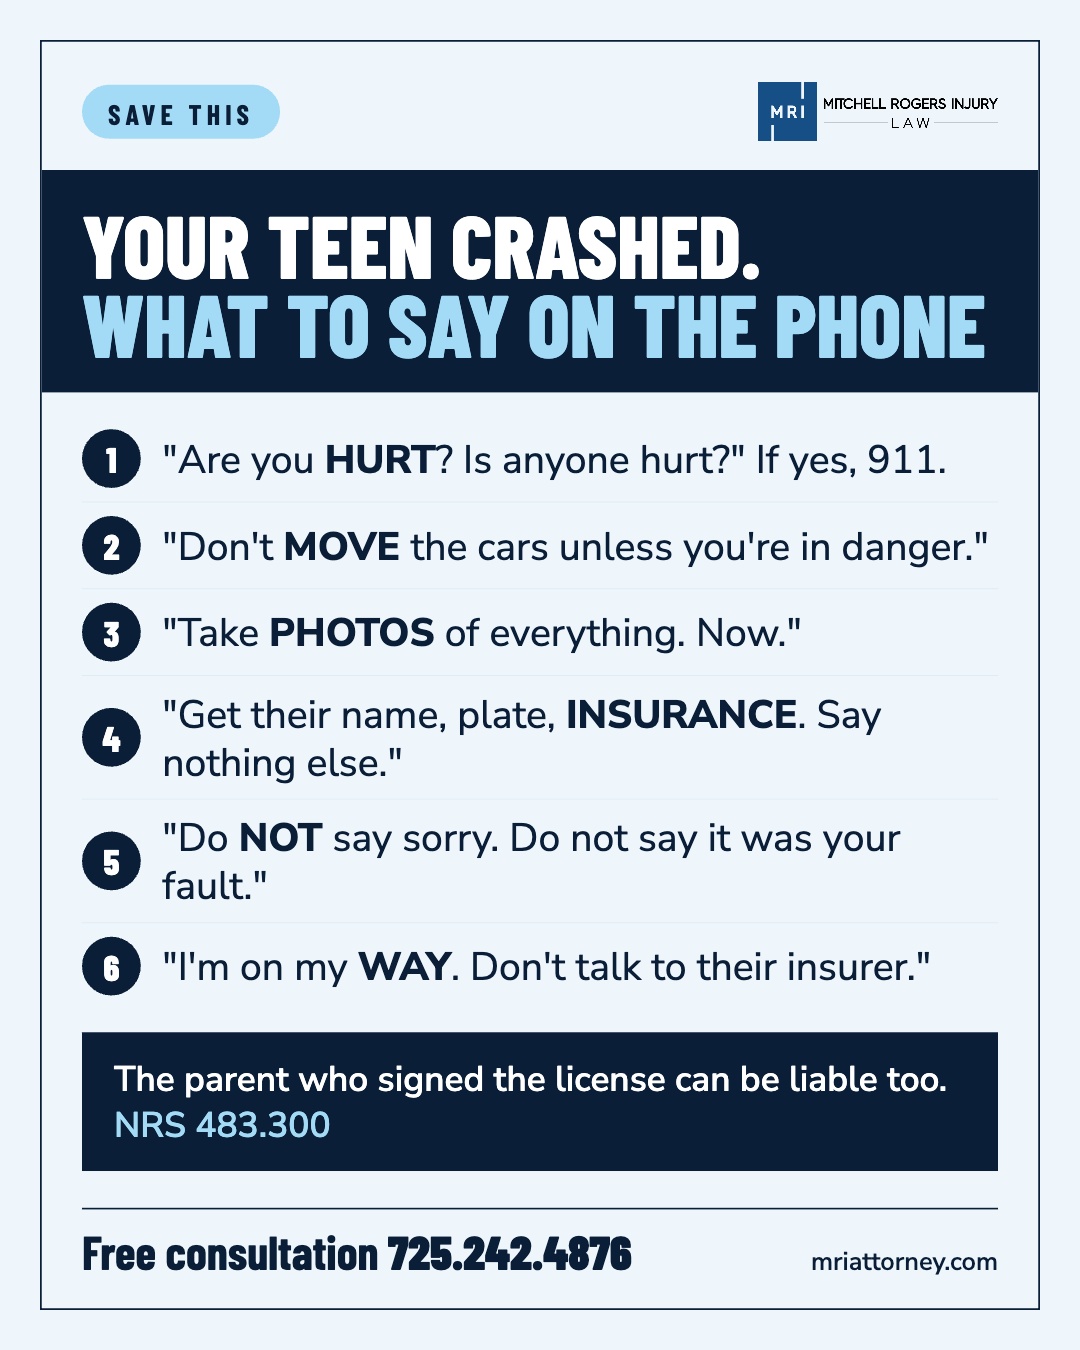 SAVE THIS
MRI
MITCHELL ROGERS INJURY
LAW
YOUR TEEN CRASHED.
WHAT TO SAY ON THE PHONE
1 "Are you HURT? Is anyone hurt?" If yes, 911.
2 "Don't MOVE the cars unless you're in danger."
3 "Take PHOTOS of everything. Now."
4 "Get their name, plate, INSURANCE. Say
nothing else."
5 "Do NOT say sorry. Do not say it was your
fault."
6 "I'm on my WAY. Don't talk to their insurer."
The parent who signed the license can be liable too.
NRS 483.300
Free consultation 725.242.4876
mriattorney.com